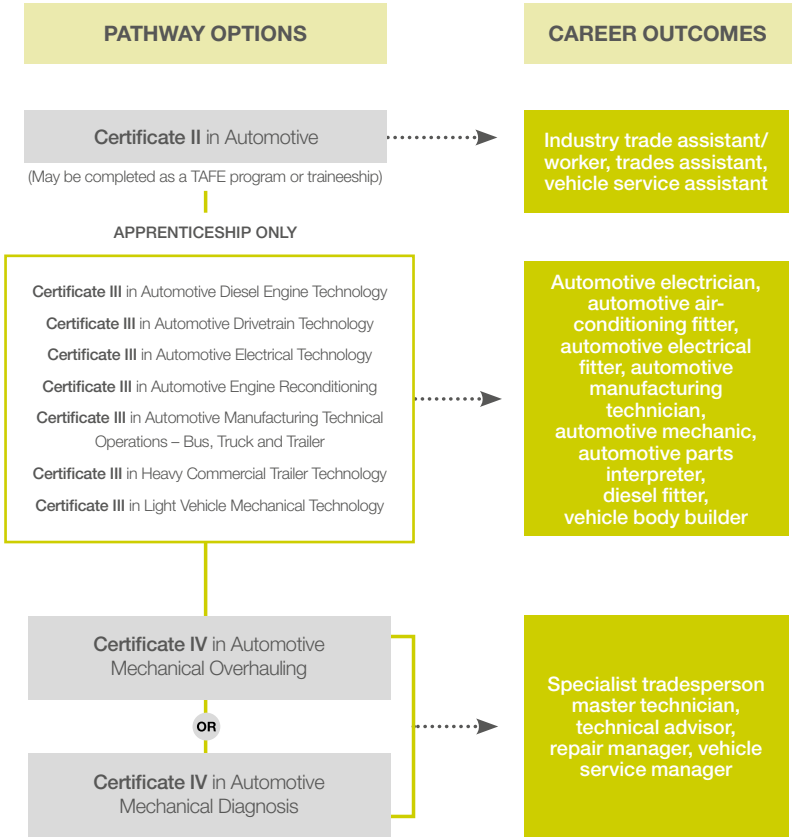 PATHWAY OPTIONS
CAREER OUTCOMES
Certificate II in Automotive
(May be completed as a TAFE program or traineeship)
Industry trade assistant/
worker, trades assistant,
vehicle service assistant
APPRENTICESHIP ONLY
Certificate III in Automotive Diesel Engine Technology
Certificate III in Automotive Drivetrain Technology
Certificate III in Automotive Electrical Technology
Certificate III in Automotive Engine Reconditioning
Certificate III in Automotive Manufacturing Technical
Operations – Bus, Truck and Trailer
Certificate III in Heavy Commercial Trailer Technology
Certificate III in Light Vehicle Mechanical Technology
Automotive electrician,
automotive air-
conditioning fitter,
automotive electrical
fitter, automotive
manufacturing
technician,
automotive mechanic,
automotive parts
interpreter,
diesel fitter,
vehicle body builder
Certificate IV in Automotive
Mechanical Overhauling
OR
Certificate IV in Automotive
Mechanical Diagnosis
Specialist tradesperson
master technician,
technical advisor,
repair manager, vehicle
service manager